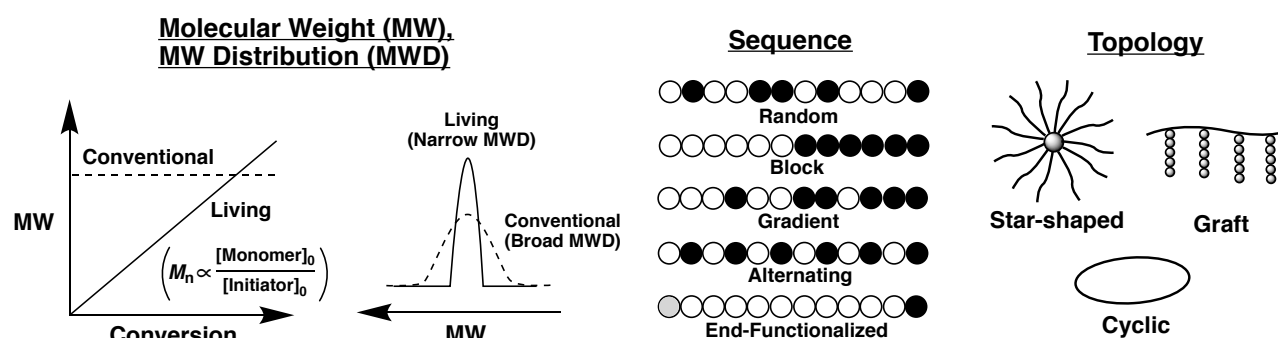 Molecular Weight (MW),
MW Distribution (MWD)
MW
Conventional
Living
Mn ∝ [Monomer]0
[Initiator]0
Conversion
Living
(Narrow MWD)
Conventional
(Broad MWD)
MW
Sequence
Random
Block
Gradient
Alternating
End-Functionalized
Topology
Star-shaped
Graft
Cyclic